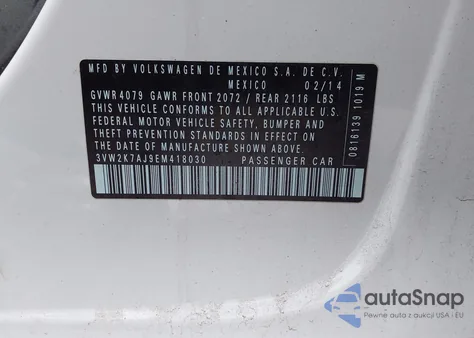 MFD BY VOLKSWAGEN DE MEXICO S.A. DE C.V.
MEXICO 02/14
GVWR 4079 GAWR FRONT 2072 / REAR 2116 LBS
THIS VEHICLE CONFORMS TO ALL APPLICABLE U.S.
FEDERAL MOTOR VEHICLE SAFETY, BUMPER, AND
THEFT PREVENTION STANDARDS IN EFFECT ON THE
DATE OF MANUFACTURE SHOWN ABOVE.
3VW2K7AJ9EM418030 PASSENGER CAR
0816139 1019 M
autoSnap
Pewne auta z aukcji USA i EU